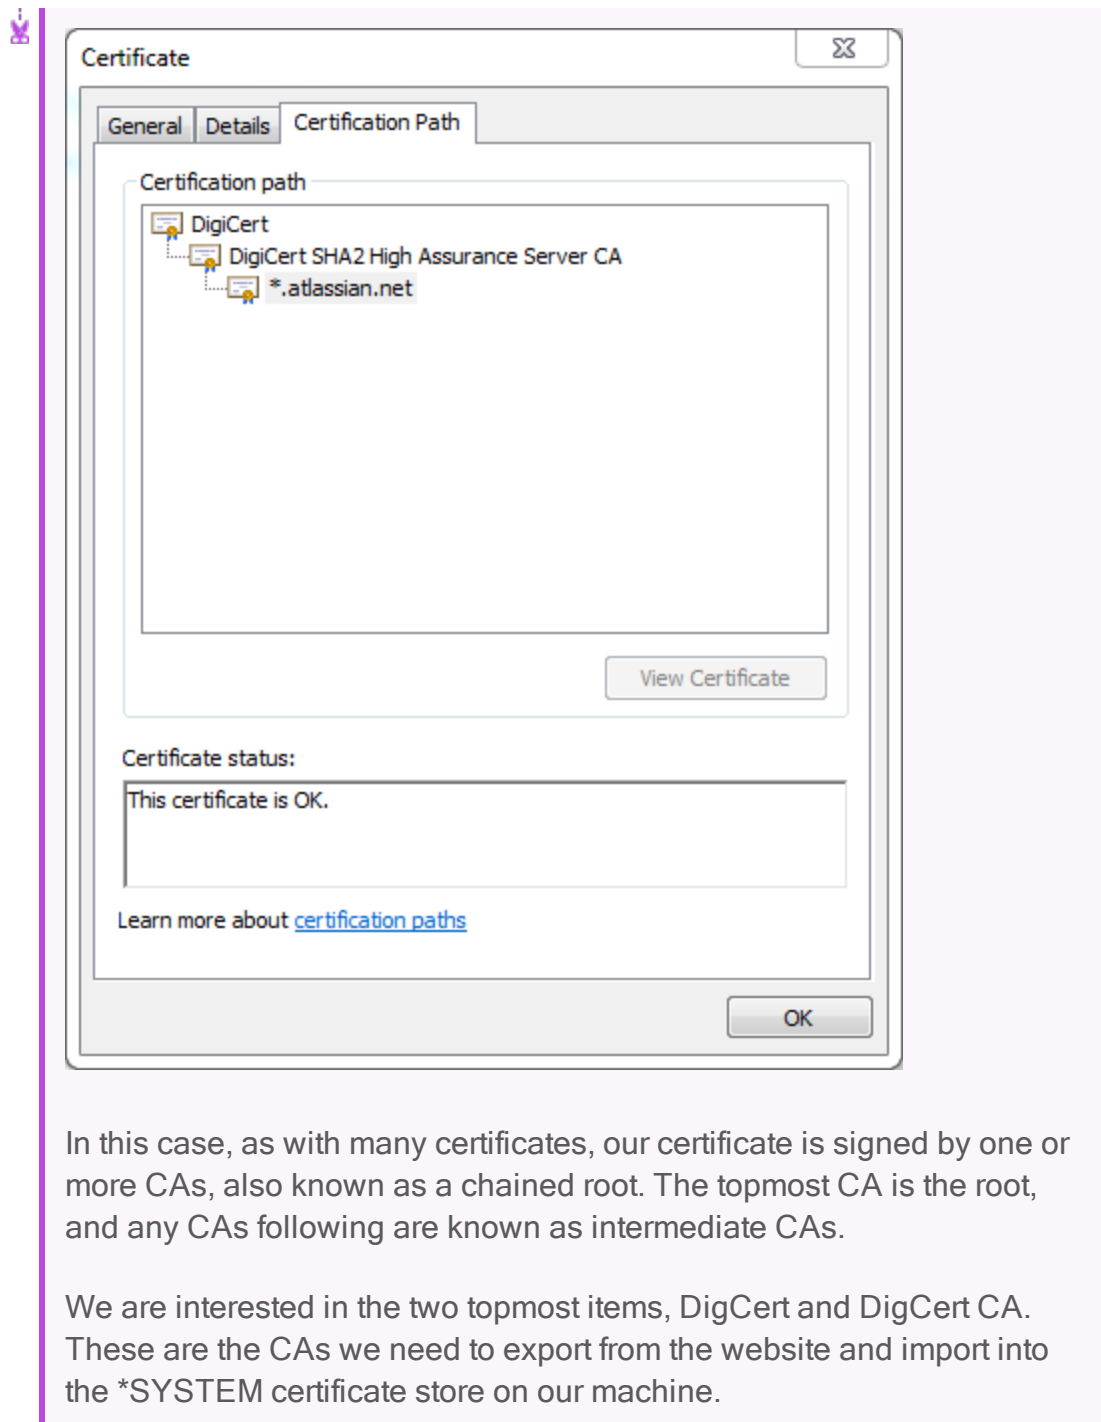 Certificate
General Details Certification Path
Certification path
DigiCert
DigiCert SHA2 High Assurance Server CA
*.atlassian.net
View Certificate
Certificate status:
This certificate is OK.
Learn more about certification paths
OK
In this case, as with many certificates, our certificate is signed by one or
more CAs, also known as a chained root. The topmost CA is the root,
and any CAs following are known as intermediate CAs.
We are interested in the two topmost items, DigCert and DigCert CA.
These are the CAs we need to export from the website and import into
the *SYSTEM certificate store on our machine.